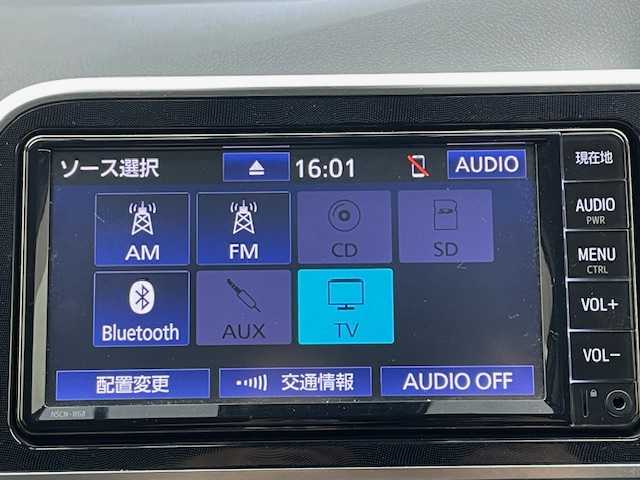 ソース選択 16:01 AUDIO
AM FM CD SD
Bluetooth AUX TV
配置変更 交通情報 AUDIO OFF
現在地
AUDIO
PWR
MENU
CTRL
VOL+
VOL−